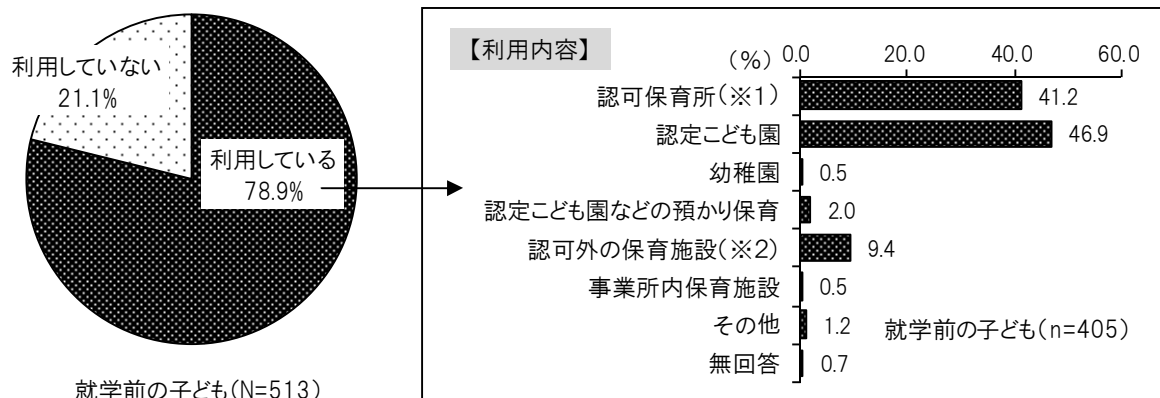 利用していない
21.1%
利用している
78.9%
就学前の子ども(N=513)
【利用内容】
(%)
0.0 20.0 40.0 60.0
認可保育所(※1) 41.2
認定こども園 46.9
幼稚園 0.5
認定こども園などの預かり保育 2.0
認可外の保育施設(※2) 9.4
事業所内保育施設 0.5
その他 1.2
無回答 0.7
就学前の子ども(n=405)